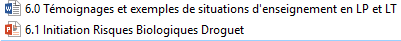 6.0 Témoignages et exemples de situations d'enseignement en LP et LT
6.1 Initiation Risques Biologiques Droguet